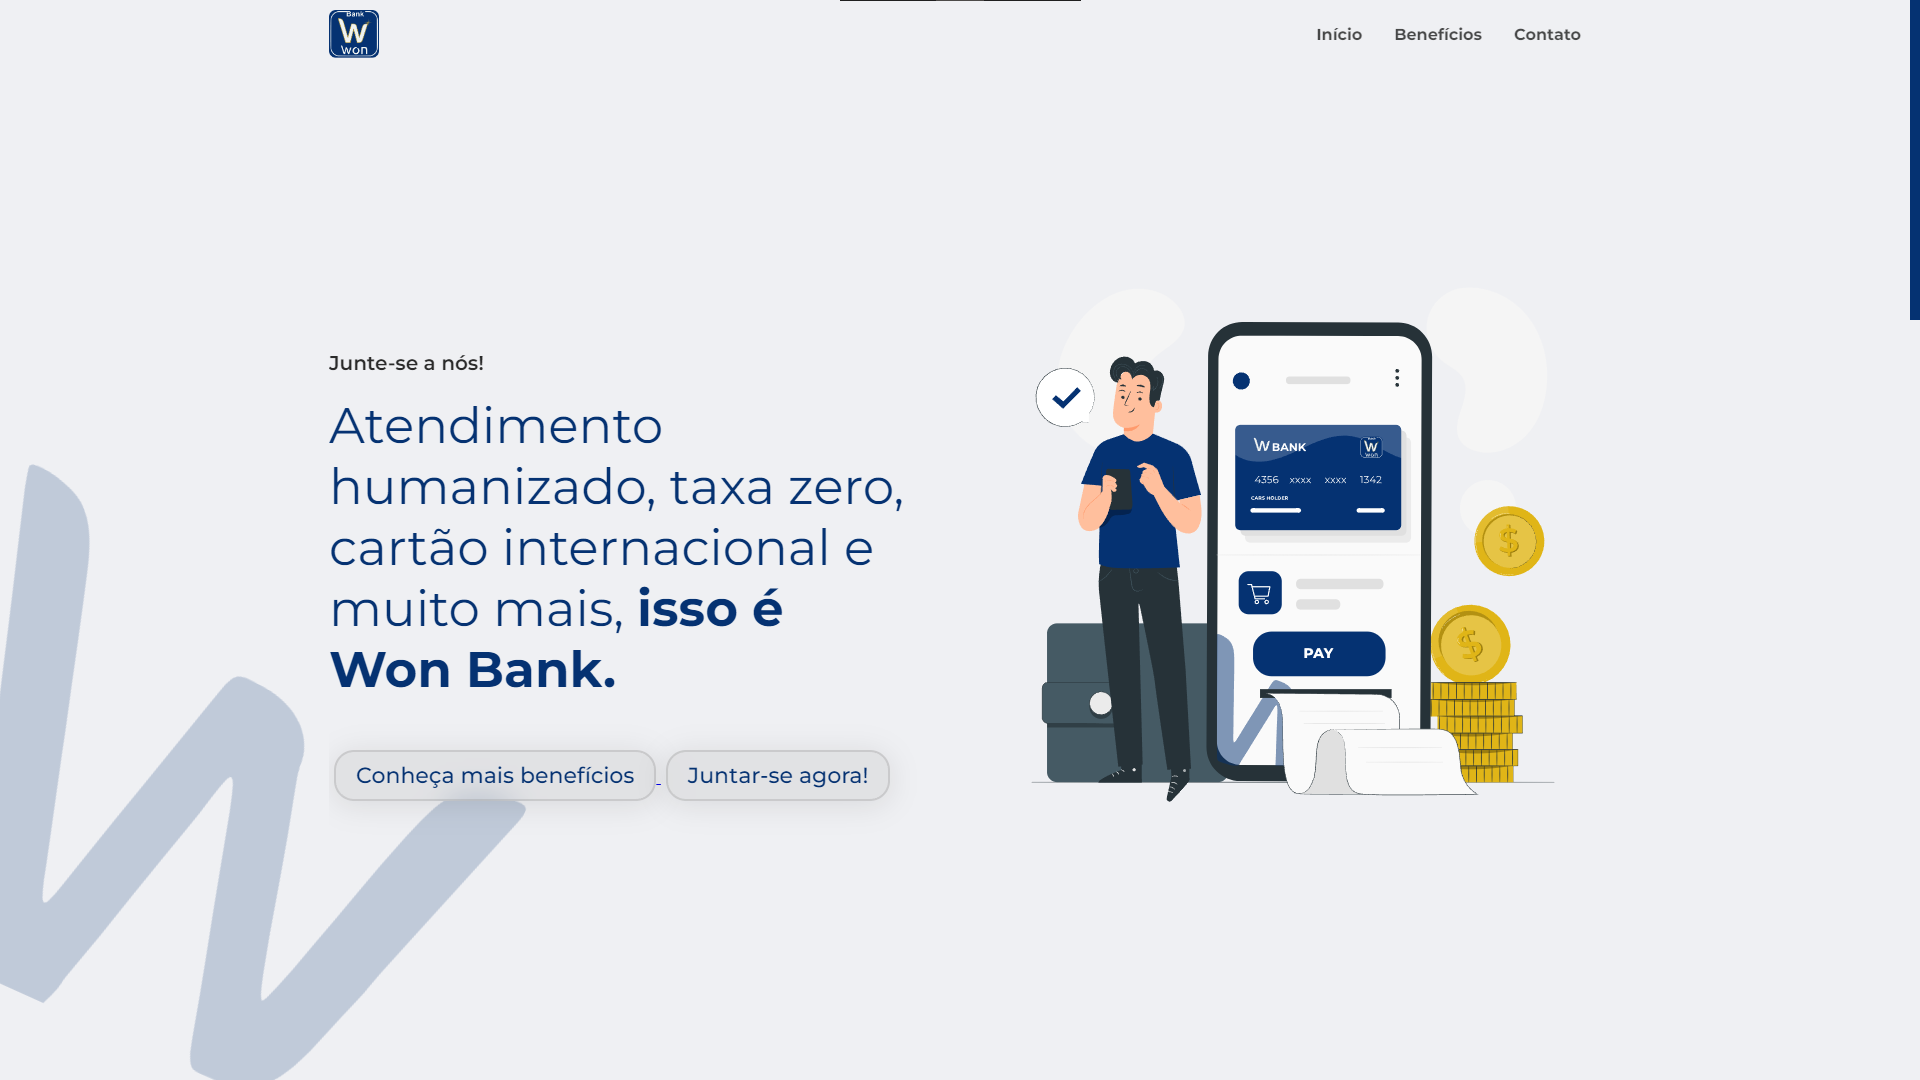 Bank
W
won
Início
Benefícios
Contato
Junte-se a nós!
Atendimento
humanizado, taxa zero,
cartão internacional e
muito mais, isso é
Won Bank.
Conheça mais benefícios
Juntar-se agora!
W BANK
Bank
W
won
4356 xxxx xxxx 1342
CARS HOLDER
PAY
$
$